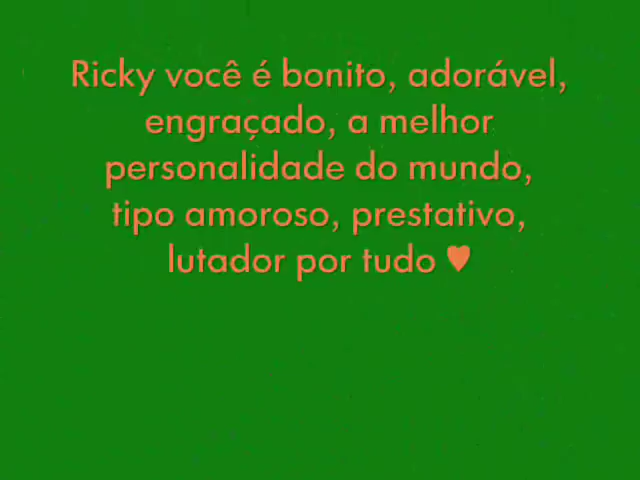 Ricky você é bonito, adorável,
engraçado, a melhor
personalidade do mundo,
tipo amoroso, prestativo,
lutador por tudo ♥